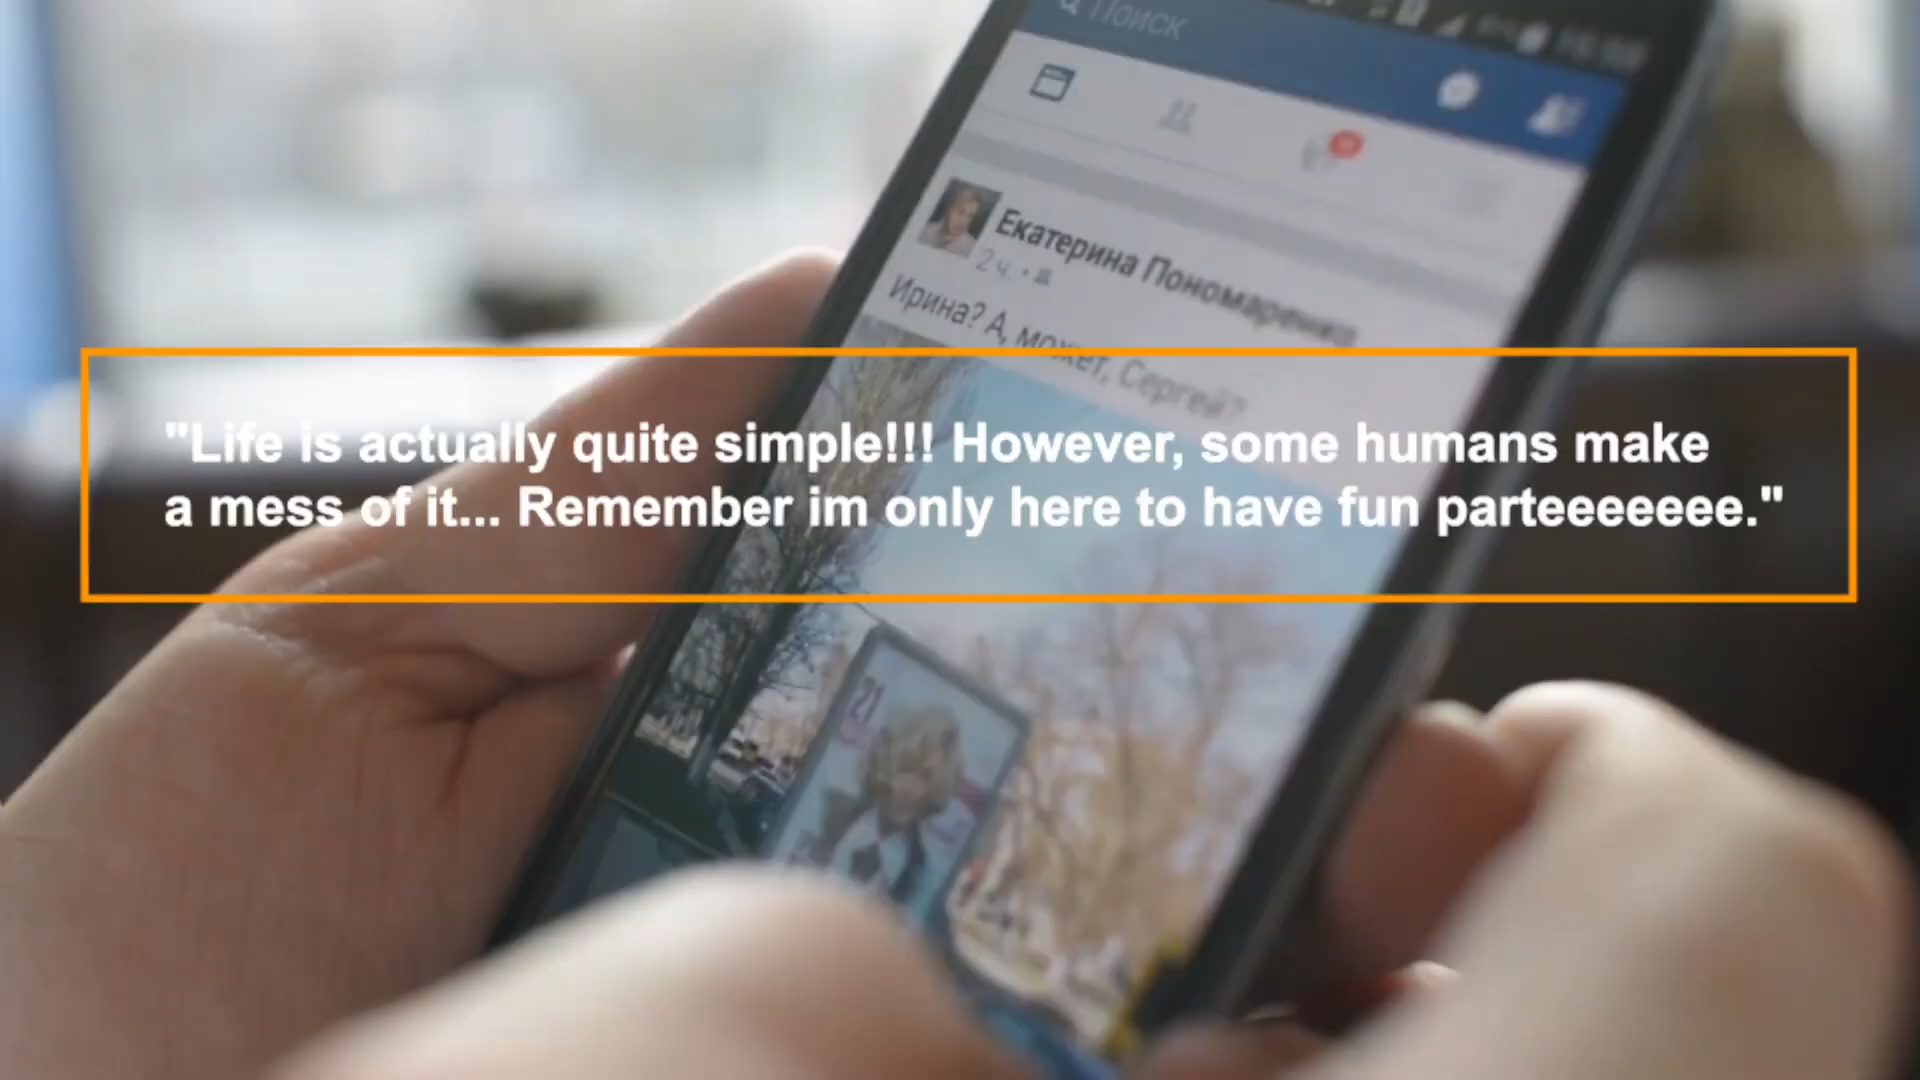 Поиск
Екатерина Пономаренко
2 ч.
Ирина? А, может, Сергей?
"Life is actually quite simple!!! However, some humans make
a mess of it... Remember im only here to have fun parteeeeeee."
21